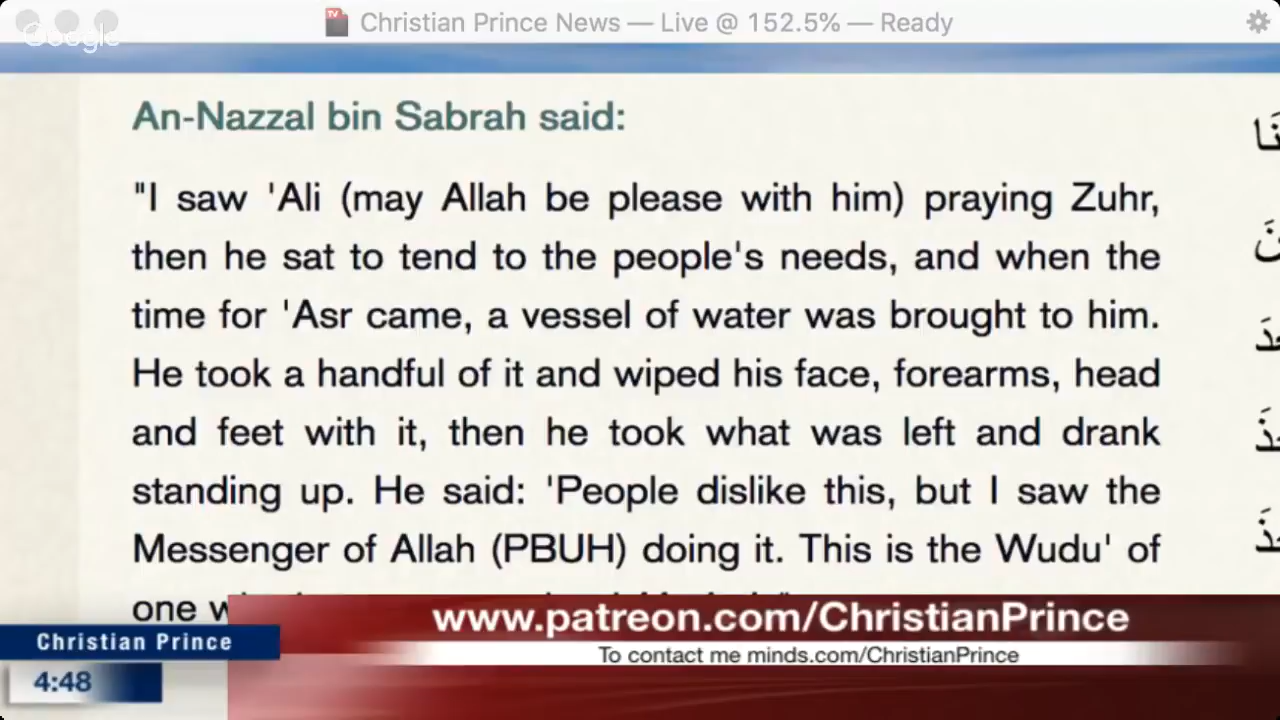 Christian Prince News — Live @ 152.5% — Ready
Google
An-Nazzal bin Sabrah said:
"I saw 'Ali (may Allah be please with him) praying Zuhr,
then he sat to tend to the people's needs, and when the
time for 'Asr came, a vessel of water was brought to him.
He took a handful of it and wiped his face, forearms, head
and feet with it, then he took what was left and drank
standing up. He said: 'People dislike this, but I saw the
Messenger of Allah (PBUH) doing it. This is the Wudu' of
one
www.patreon.com/ChristianPrince
To contact me minds.com/ChristianPrince
Christian Prince
4:48